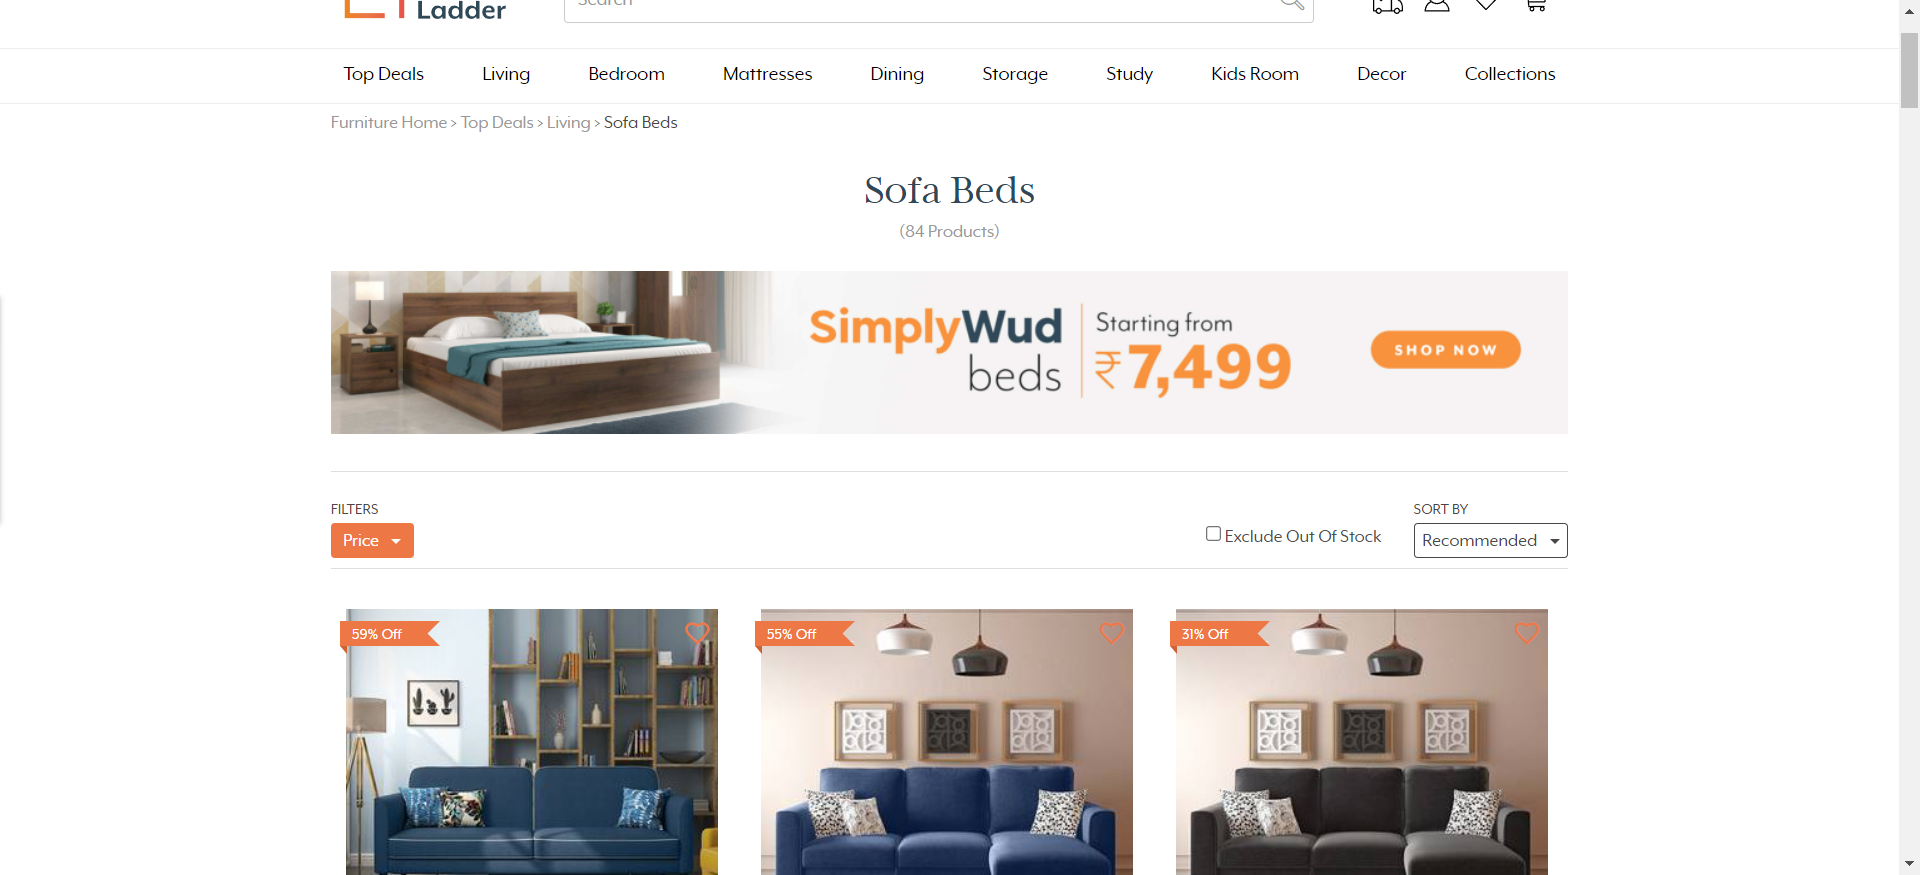 Ladder
Search
Top Deals Living Bedroom Mattresses Dining Storage Study Kids Room Decor Collections
Furniture Home > Top Deals > Living > Sofa Beds
Sofa Beds
(84 Products)
SimplyWud
beds
Starting from
₹7,499
SHOP NOW
FILTERS
Price
Exclude Out Of Stock
SORT BY
Recommended
59% Off
55% Off
31% Off